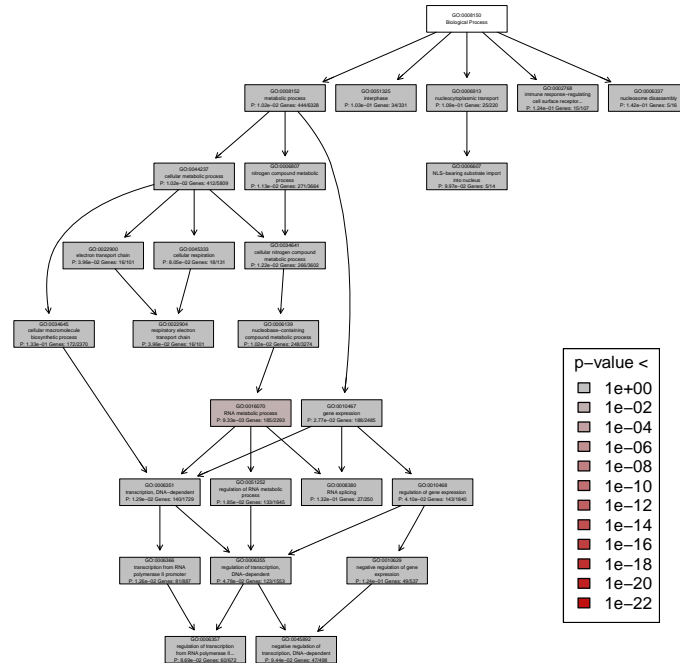 GO:0008150
Biological Process
GO:0008152
metabolic process
P: 1.02e-02 Genes: 444/6328
GO:0051325
interphase
P: 1.03e-01 Genes: 34/331
GO:0006913
nucleocytoplasmic transport
P: 1.09e-01 Genes: 25/220
GO:0002768
immune response-regulating
cell surface receptor...
P: 1.24e-01 Genes: 15/107
GO:0006337
nucleosome disassembly
P: 1.42e-01 Genes: 5/16
GO:0044237
cellular metabolic process
P: 1.02e-02 Genes: 412/5809
GO:0006807
nitrogen compound metabolic
process
P: 1.13e-02 Genes: 271/3664
GO:0006607
NLS-bearing substrate import
into nucleus
P: 9.97e-02 Genes: 5/14
GO:0022900
electron transport chain
P: 3.96e-02 Genes: 16/101
GO:0045333
cellular respiration
P: 8.05e-02 Genes: 18/131
GO:0034641
cellular nitrogen compound
metabolic process
P: 1.22e-02 Genes: 266/3602
GO:0034645
cellular macromolecule
biosynthetic process
P: 1.33e-01 Genes: 172/2370
GO:0022904
respiratory electron
transport chain
P: 3.96e-02 Genes: 16/101
GO:0006139
nucleobase-containing
compound metabolic process
P: 1.02e-02 Genes: 248/3274
GO:0016070
RNA metabolic process
P: 9.33e-03 Genes: 185/2293
GO:0010467
gene expression
P: 2.77e-02 Genes: 188/2485
GO:0006351
transcription, DNA-dependent
P: 1.29e-02 Genes: 140/1729
GO:0051252
regulation of RNA metabolic
process
P: 1.85e-02 Genes: 133/1645
GO:0008380
RNA splicing
P: 1.32e-01 Genes: 27/250
GO:0010468
regulation of gene expression
P: 4.10e-02 Genes: 143/1840
GO:0006366
transcription from RNA
polymerase II promoter
P: 1.26e-02 Genes: 81/887
GO:0006355
regulation of transcription,
DNA-dependent
P: 4.78e-02 Genes: 123/1553
GO:0010629
negative regulation of gene
expression
P: 1.24e-01 Genes: 49/537
GO:0006357
regulation of transcription
from RNA polymerase II...
P: 8.69e-02 Genes: 60/672
GO:0045892
negative regulation of
transcription, DNA-dependent
P: 9.44e-02 Genes: 47/498
p-value <
1e+00
1e-02
1e-04
1e-06
1e-08
1e-10
1e-12
1e-14
1e-16
1e-18
1e-20
1e-22